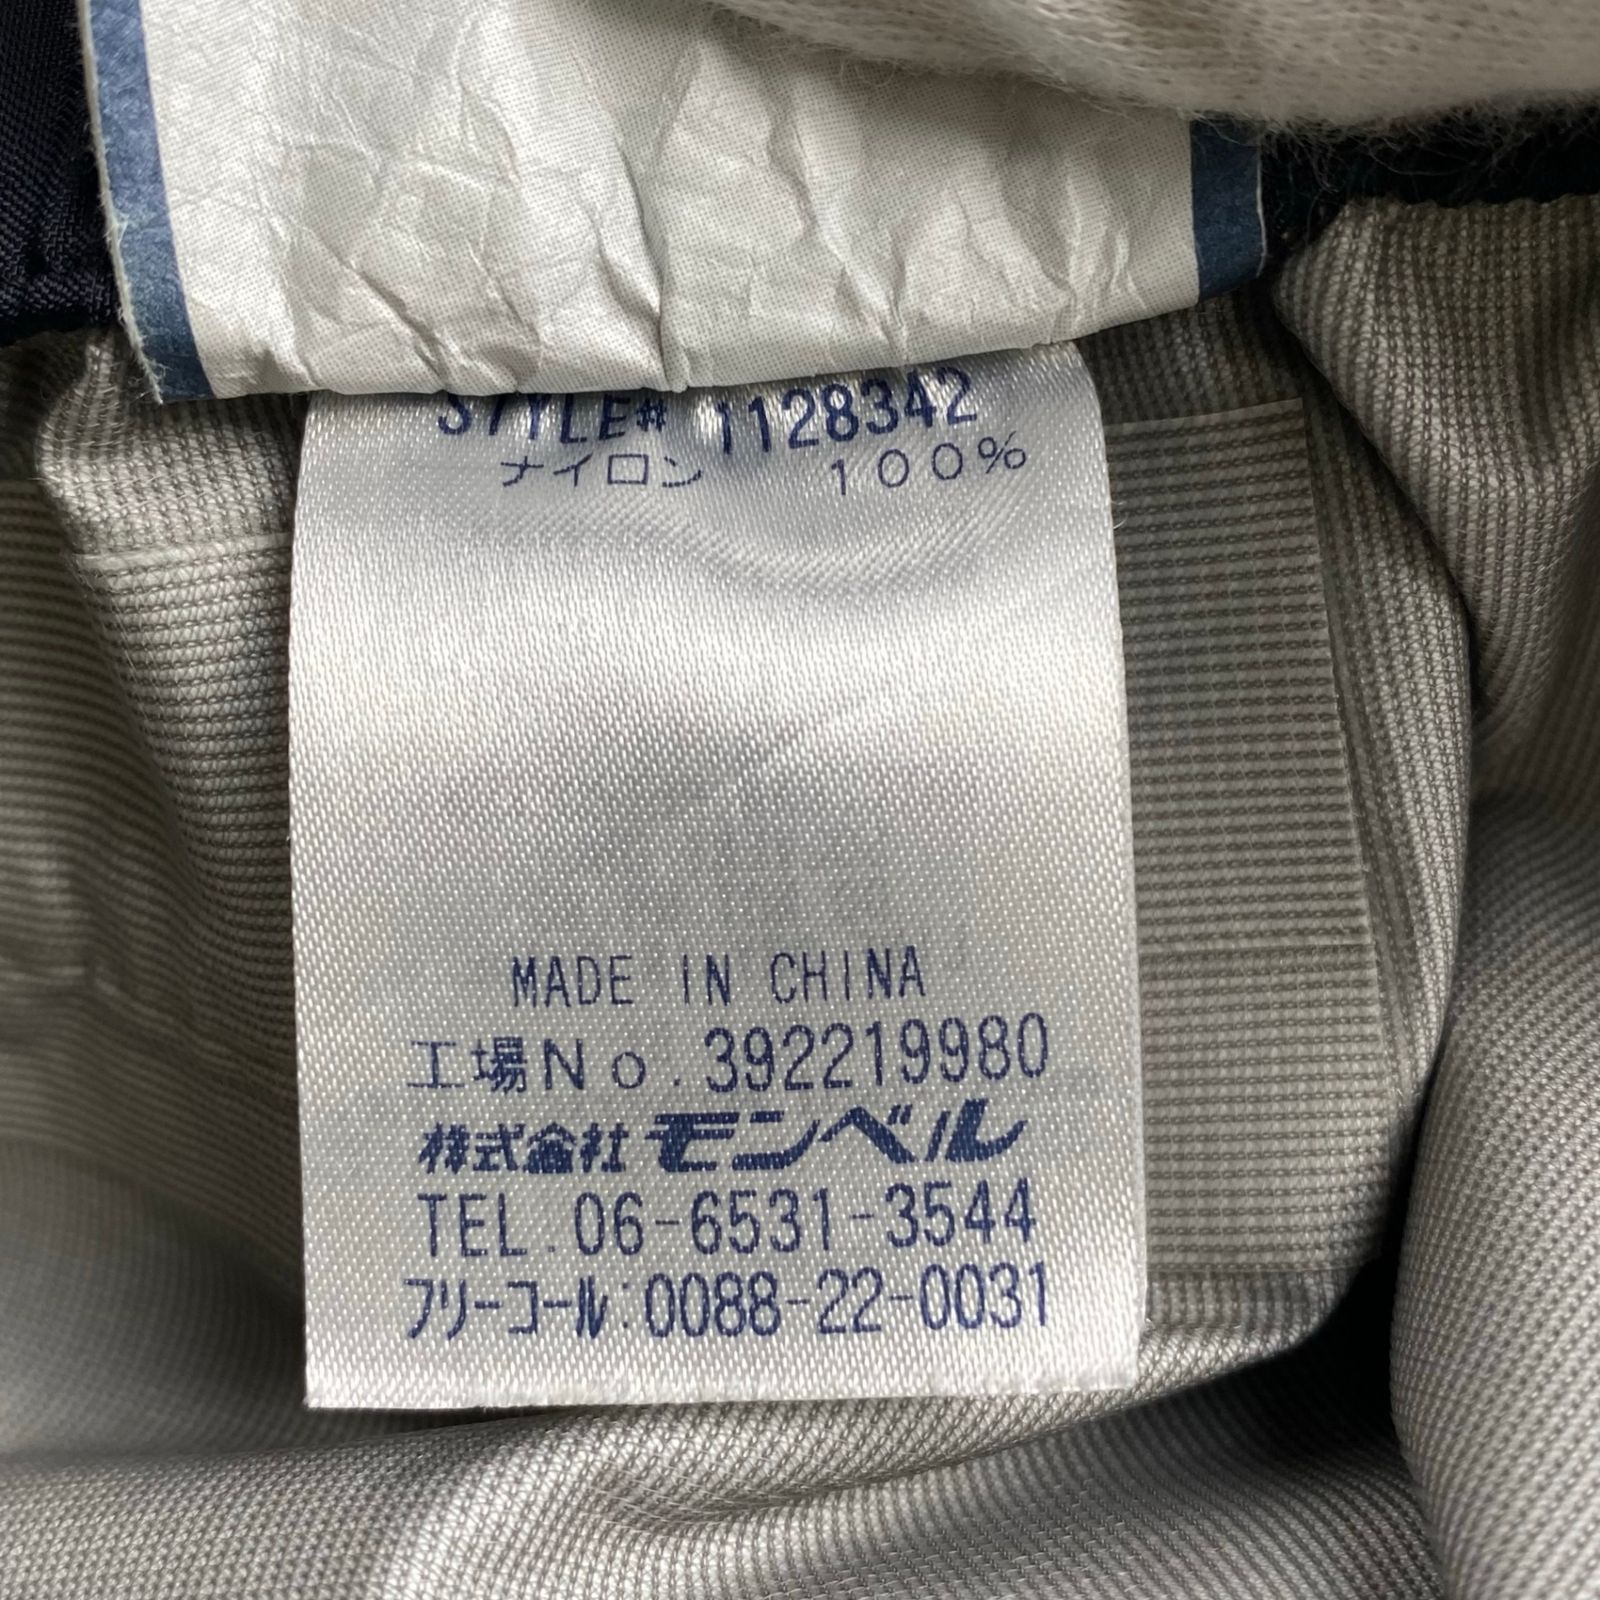 STYLE# 1128342
ナイロン 100%
MADE IN CHINA
工場No.392219980
株式会社モンベル
TEL.06-6531-3544
フリーコール:0088-22-0031